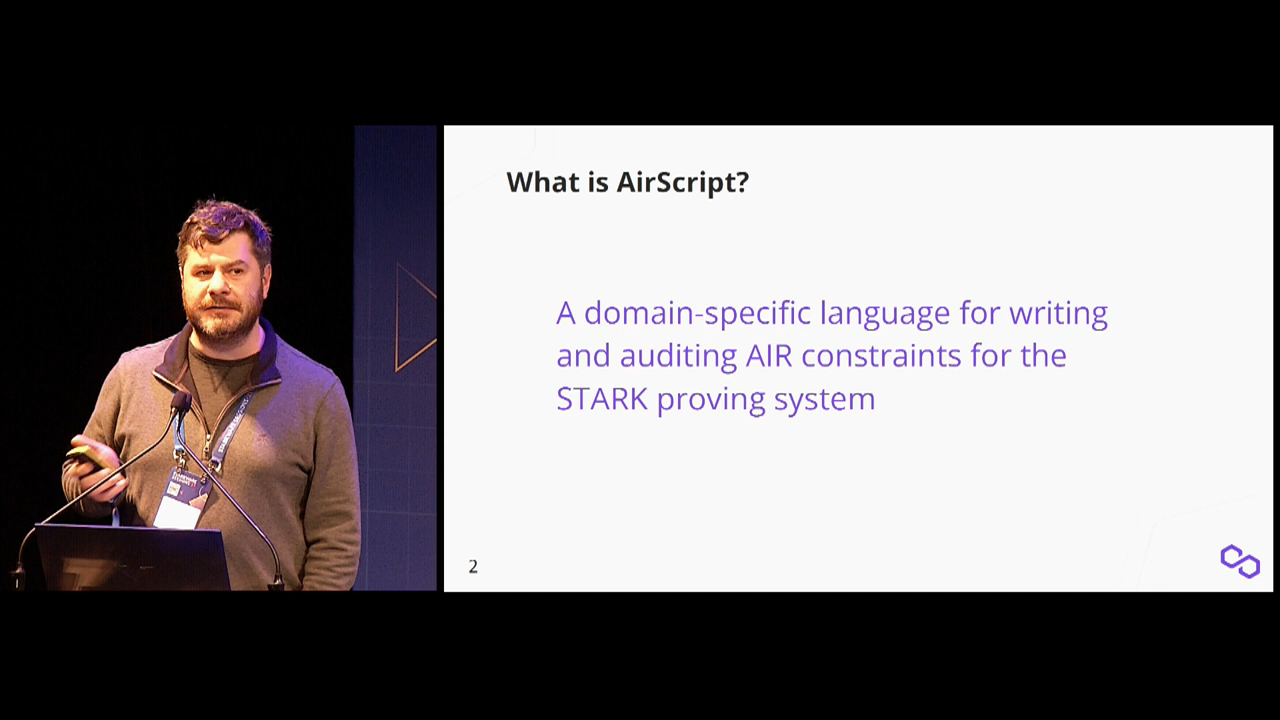 What is AirScript?
A domain-specific language for writing
and auditing AIR constraints for the
STARK proving system
2